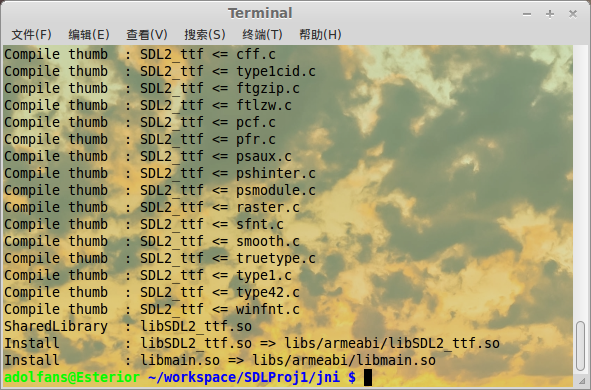 Terminal
文件(F) 编辑(E) 查看(V) 搜索(S) 终端(T) 帮助(H)
Compile thumb  : SDL2_ttf <= cff.c
Compile thumb  : SDL2_ttf <= type1cid.c
Compile thumb  : SDL2_ttf <= ftgzip.c
Compile thumb  : SDL2_ttf <= ftlzw.c
Compile thumb  : SDL2_ttf <= pcf.c
Compile thumb  : SDL2_ttf <= pfr.c
Compile thumb  : SDL2_ttf <= psaux.c
Compile thumb  : SDL2_ttf <= pshinter.c
Compile thumb  : SDL2_ttf <= psmodule.c
Compile thumb  : SDL2_ttf <= raster.c
Compile thumb  : SDL2_ttf <= sfnt.c
Compile thumb  : SDL2_ttf <= smooth.c
Compile thumb  : SDL2_ttf <= truetype.c
Compile thumb  : SDL2_ttf <= type1.c
Compile thumb  : SDL2_ttf <= type42.c
Compile thumb  : SDL2_ttf <= winfnt.c
SharedLibrary  : libSDL2_ttf.so
Install        : libSDL2_ttf.so => libs/armeabi/libSDL2_ttf.so
Install        : libmain.so => libs/armeabi/libmain.so
adolfans@Esterior ~/workspace/SDLProj1/jni $